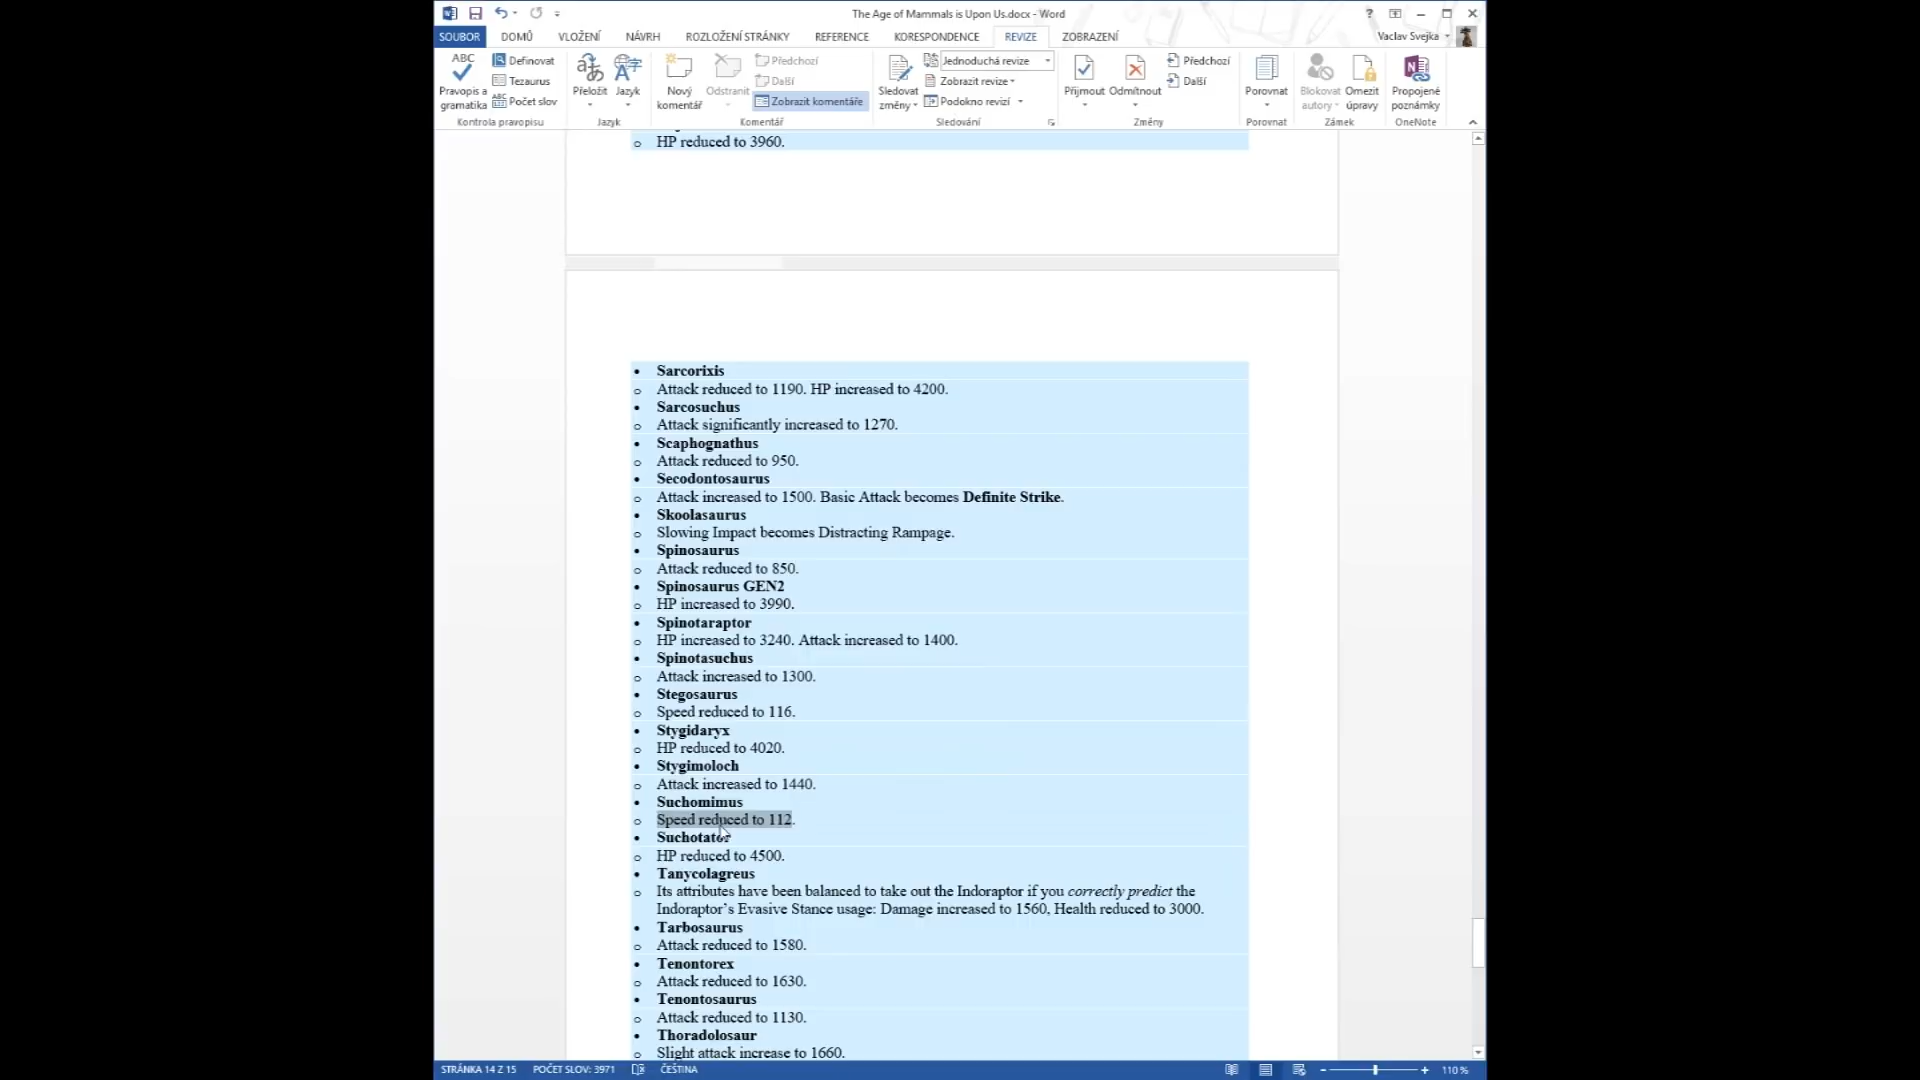 The Age of Mammals is Upon Us.docx - Word
?
SOUBOR DOMŮ VLOŽENÍ NÁVRH ROZLOŽENÍ STRÁNKY REFERENCE KORESPONDENCE REVIZE ZOBRAZENÍ Vaclav Svejka
ABC Pravopis a gramatika
Definovat
Tezaurus
Počet slov
Kontrola pravopisu
Přeložit Jazyk
Jazyk
Nový komentář
Odstranit
Předchozí
Další
Zobrazit komentáře
Komentář
Sledovat změny
Jednoduchá revize
Zobrazit revize
Podokno revizí
Sledování
Přijmout Odmítnout
Předchozí
Další
Změny
Porovnat
Porovnat
Blokovat autory
Omezit úpravy
Zámek
Propojené poznámky
OneNote
o HP reduced to 3960.
• Sarcorixis
o Attack reduced to 1190. HP increased to 4200.
• Sarcosuchus
o Attack significantly increased to 1270.
• Scaphognathus
o Attack reduced to 950.
• Secodontosaurus
o Attack increased to 1500. Basic Attack becomes Definite Strike.
• Skoolasaurus
o Slowing Impact becomes Distracting Rampage.
• Spinosaurus
o Attack reduced to 850.
• Spinosaurus GEN2
o HP increased to 3990.
• Spinotaraptor
o HP increased to 3240. Attack increased to 1400.
• Spinotasuchus
o Attack increased to 1300.
• Stegosaurus
o Speed reduced to 116.
• Stygidaryx
o HP reduced to 4020.
• Stygimoloch
o Attack increased to 1440.
• Suchomimus
o Speed reduced to 112.
• Suchotator
o HP reduced to 4500.
• Tanycolagreus
o Its attributes have been balanced to take out the Indoraptor if you correctly predict the
Indoraptor’s Evasive Stance usage: Damage increased to 1560, Health reduced to 3000.
• Tarbosaurus
o Attack reduced to 1580.
• Tenontorex
o Attack reduced to 1630.
• Tenontosaurus
o Attack reduced to 1130.
• Thoradolosaur
o Slight attack increase to 1660.
STRÁNKA 14 Z 15 POČET SLOV: 3971 ČEŠTINA 110 %